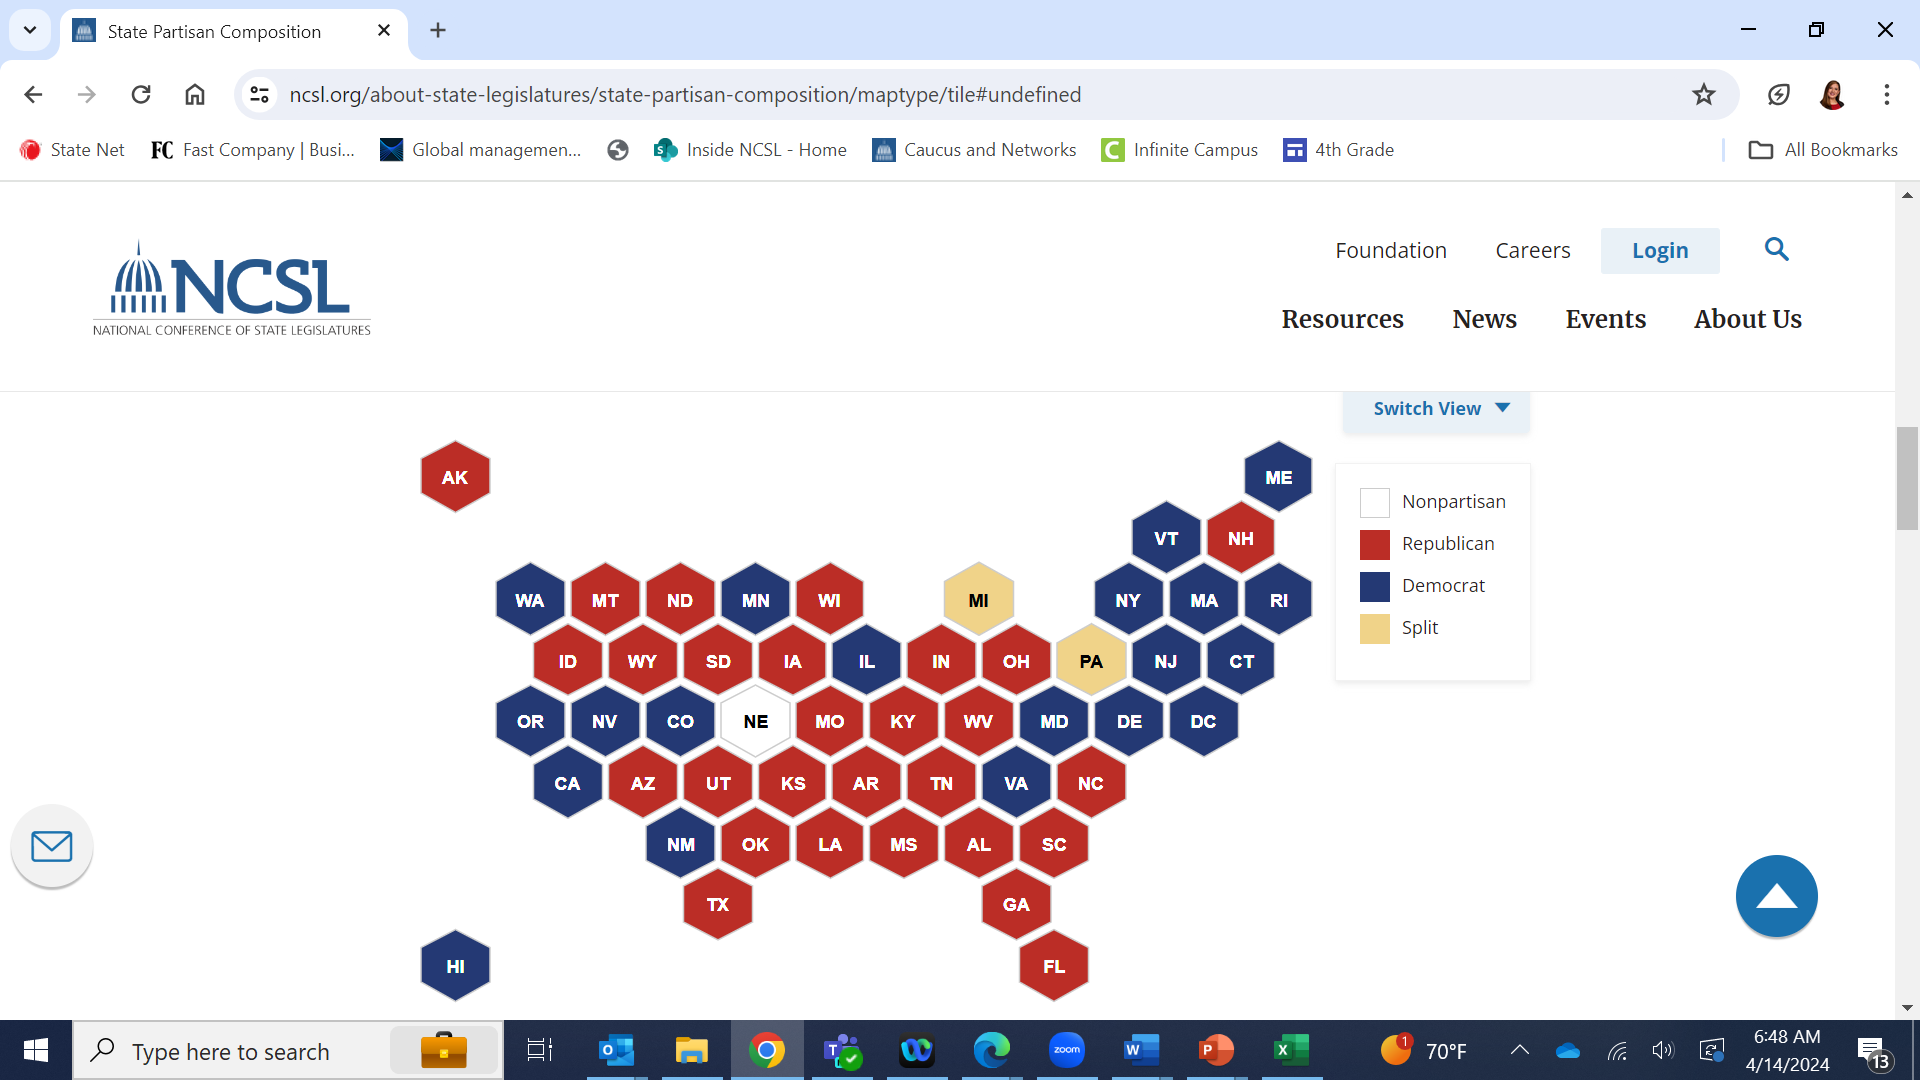 State Partisan Composition
ncsl.org/about-state-legislatures/state-partisan-composition/maptype/tile#undefined
State Net
FC Fast Company | Busi...
Global managemen...
S Inside NCSL - Home
Caucus and Networks
C Infinite Campus
4th Grade
All Bookmarks
NCSL
NATIONAL CONFERENCE OF STATE LEGISLATURES
Foundation Careers Login
Resources News Events About Us
Switch View
AK ME
VT NH
WA MT ND MN WI MI NY MA RI
ID WY SD IA IL IN OH PA NJ CT
OR NV CO NE MO KY WV MD DE DC
CA AZ UT KS AR TN VA NC
NM OK LA MS AL SC
TX GA
HI FL
Nonpartisan
Republican
Democrat
Split
Type here to search
O
T
zoom
W
P
X
1
70°F
6:48 AM
4/14/2024
13